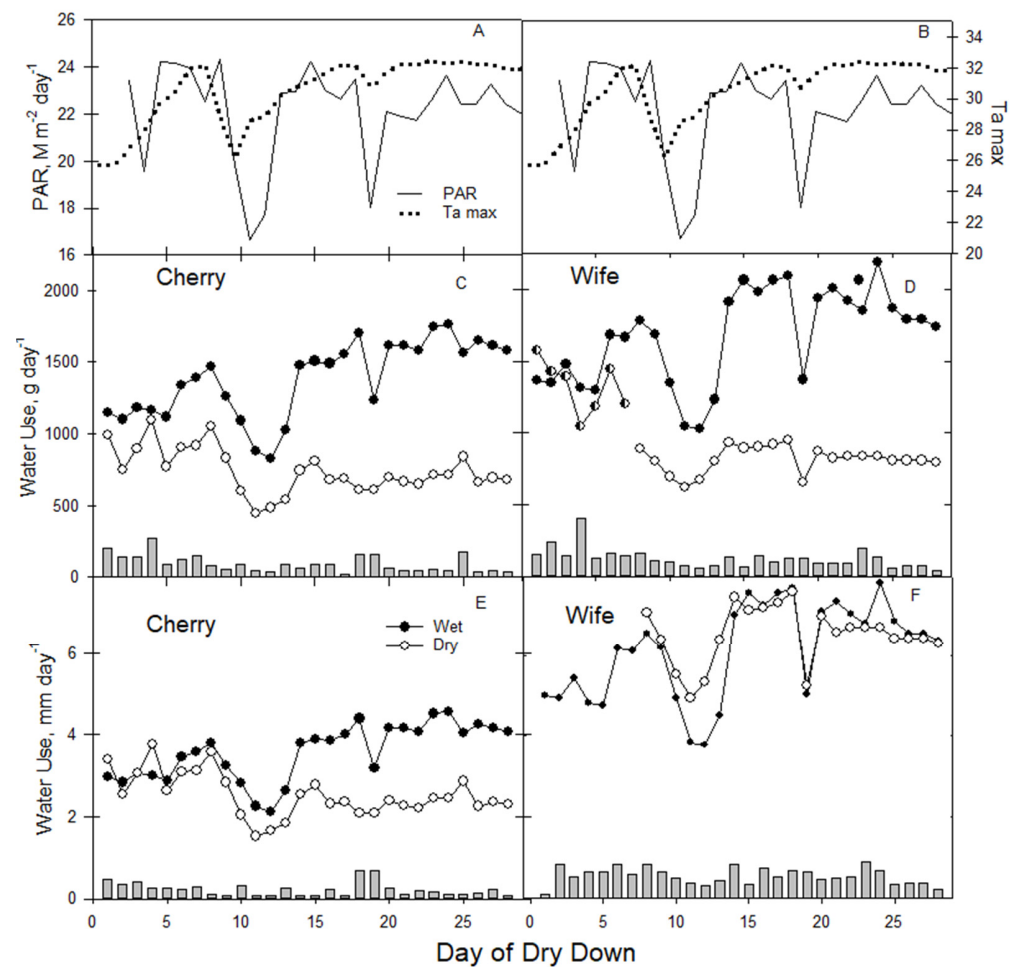 26
24
22
20
18
16
PAR, M m-2 day-1
A
PAR
Ta max
B
34
32
30
28
26
24
22
20
Ta max
Cherry
C
2000
1500
1000
500
0
Water Use, g day-1
Wife
D
Cherry
E
Wet
Dry
6
4
2
0
Water Use, mm day-1
Wife
F
0 5 10 15 20 25 0 5 10 15 20 25
Day of Dry Down